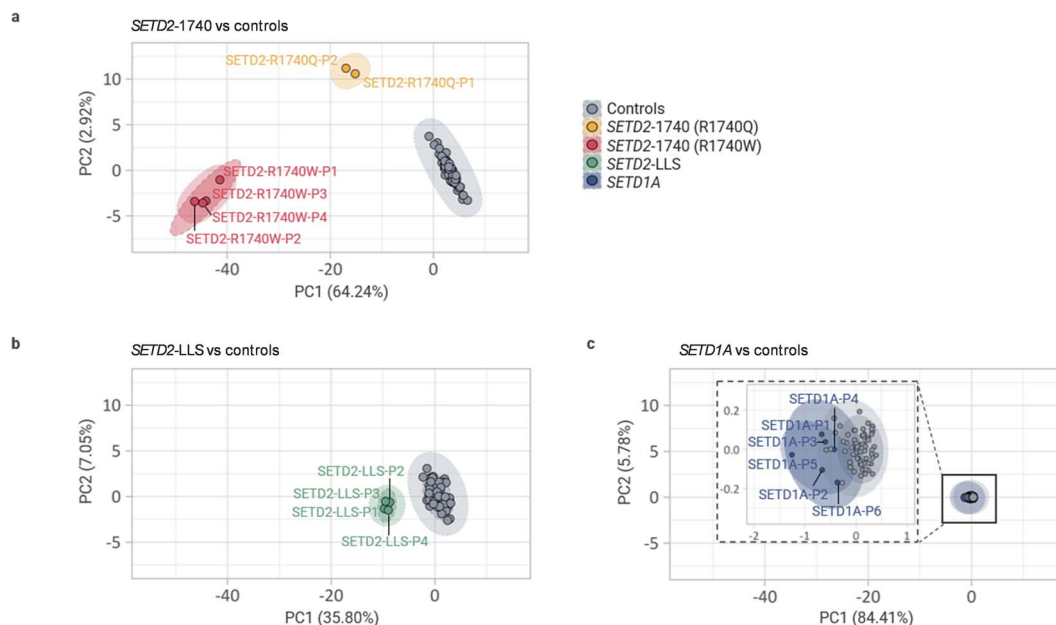 a
SETD2-1740 vs controls
SETD2-R1740Q-P2
SETD2-R1740Q-P1
SETD2-R1740W-P1
SETD2-R1740W-P3
SETD2-R1740W-P4
SETD2-R1740W-P2
10
5
0
-5
PC2 (2.92%)
-40 -20 0
PC1 (64.24%)
Controls
SETD2-1740 (R1740Q)
SETD2-1740 (R1740W)
SETD2-LLS
SETD1A
b
SETD2-LLS vs controls
SETD2-LLS-P2
SETD2-LLS-P3
SETD2-LLS-P1
SETD2-LLS-P4
10
5
0
-5
PC2 (7.05%)
-40 -20 0
PC1 (35.80%)
c
SETD1A vs controls
SETD1A-P4
SETD1A-P1
SETD1A-P3
SETD1A-P5
SETD1A-P2
SETD1A-P6
0.2
0.0
-0.2
-2 -1 0 1
10
5
0
-5
PC2 (5.78%)
-40 -20 0
PC1 (84.41%)